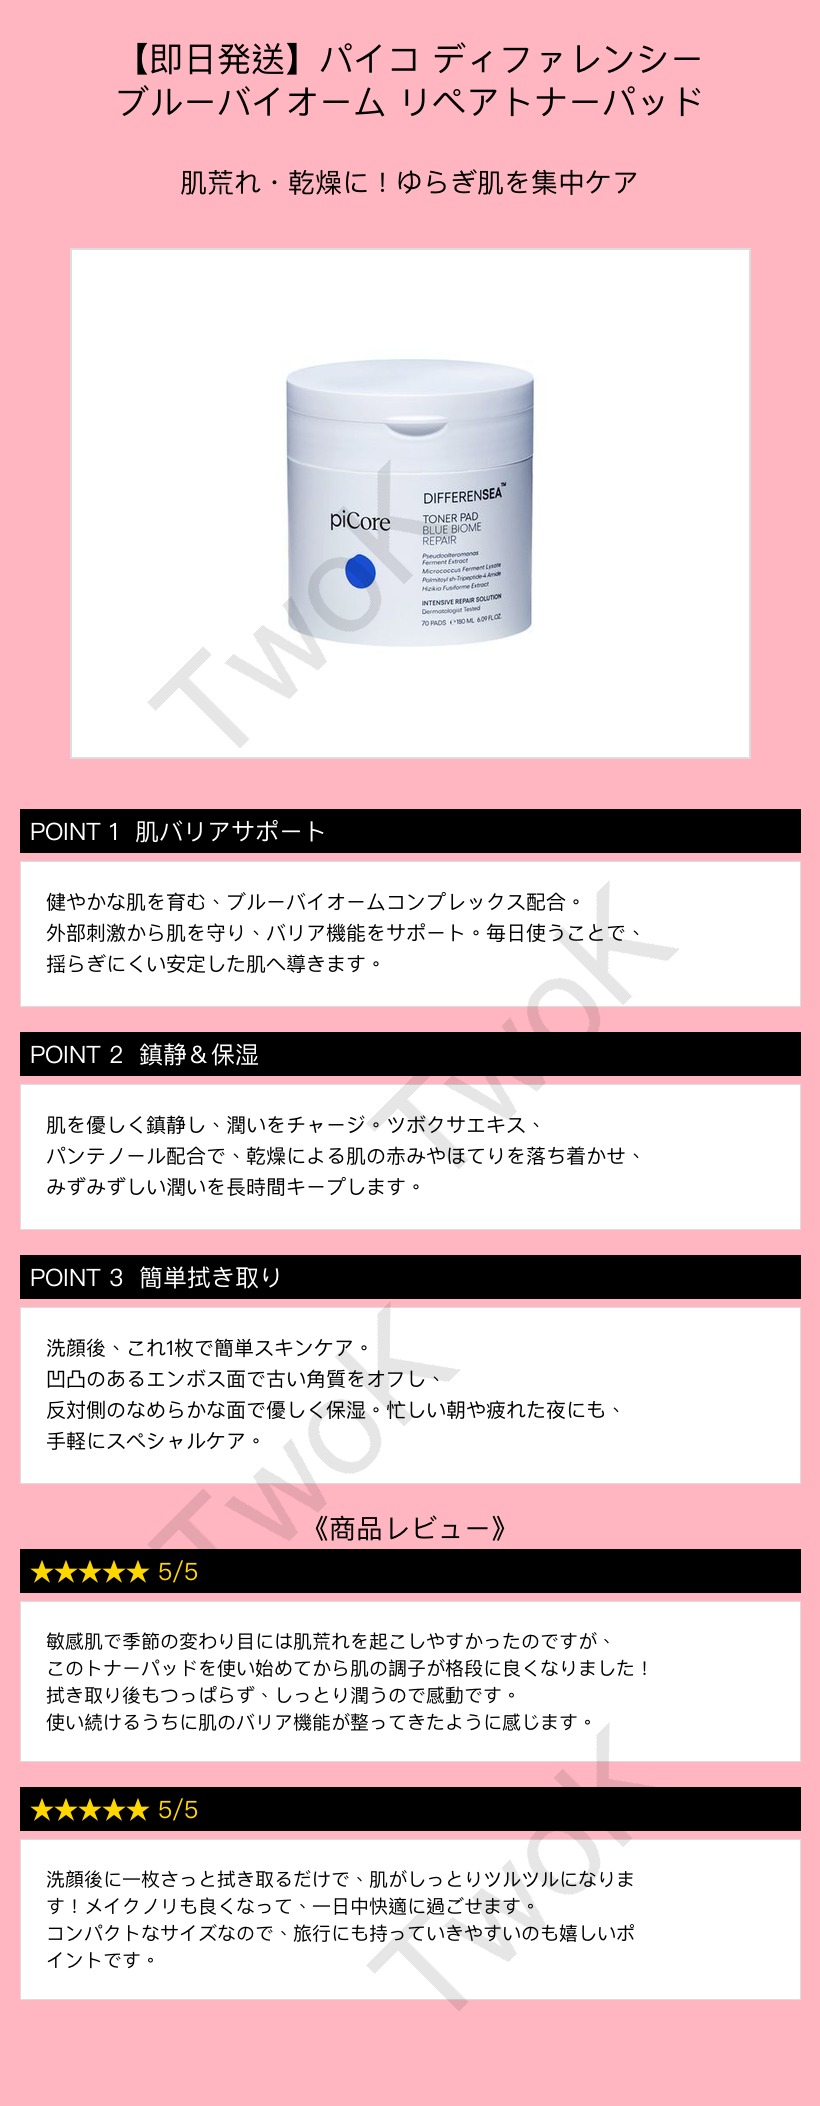 【即日発送】パイコ ディファレンシー
ブルーバイオーム リペアトナーパッド
肌荒れ・乾燥に！ゆらぎ肌を集中ケア
piCore
DIFFERENSEA™
TONER PAD
BLUE BIOME
REPAIR
Pseudoalteromonas
Ferment Extract
Micrococcus Ferment Lysate
Palmitoyl sh-Tripeptide-4 Amide
Hizikia Fusiforme Extract
INTENSIVE REPAIR SOLUTION
Dermatologist Tested
70 PADS ℮180 ML 6.09 FL.OZ.
TwoK
POINT 1 肌バリアサポート
健やかな肌を育む、ブルーバイオームコンプレックス配合。
外部刺激から肌を守り、バリア機能をサポート。毎日使うことで、
揺らぎにくい安定した肌へ導きます。
TwoK
POINT 2 鎮静＆保湿
肌を優しく鎮静し、潤いをチャージ。ツボクサエキス、
パンテノール配合で、乾燥による肌の赤みやほてりを落ち着かせ、
みずみずしい潤いを長時間キープします。
POINT 3 簡単拭き取り
洗顔後、これ1枚で簡単スキンケア。
凹凸のあるエンボス面で古い角質をオフし、
反対側のなめらかな面で優しく保湿。忙しい朝や疲れた夜にも、
手軽にスペシャルケア。
TwoK
《商品レビュー》
★★★★★ 5/5
敏感肌で季節の変わり目には肌荒れを起こしやすかったのですが、
このトナーパッドを使い始めてから肌の調子が格段に良くなりました！
拭き取り後もつっぱらず、しっとり潤うので感動です。
使い続けるうちに肌のバリア機能が整ってきたように感じます。
★★★★★ 5/5
洗顔後に一枚さっと拭き取るだけで、肌がしっとりツルツルになりま
す！メイクノリも良くなって、一日中快適に過ごせます。
コンパクトなサイズなので、旅行にも持っていきやすいのも嬉しいポ
イントです。
TwoK